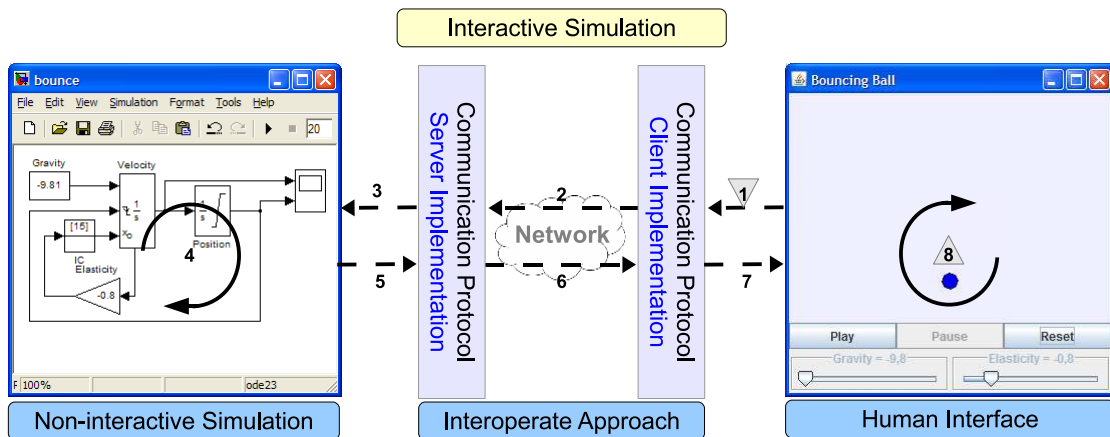 Interactive Simulation
bounce
File Edit View Simulation Format Tools Help
20
Gravity
-9.81
Velocity
1
s
xo
[15]
IC
Elasticity
-0.8
1
s
Position
4
F 100%
ode23
Non-interactive Simulation
3
5
Communication Protocol
Server Implementation
2
Network
6
Communication Protocol
Client Implementation
1
7
Interoperate Approach
Bouncing Ball
8
Play Pause Reset
Gravity = -9,8 Elasticity = -0,8
Human Interface